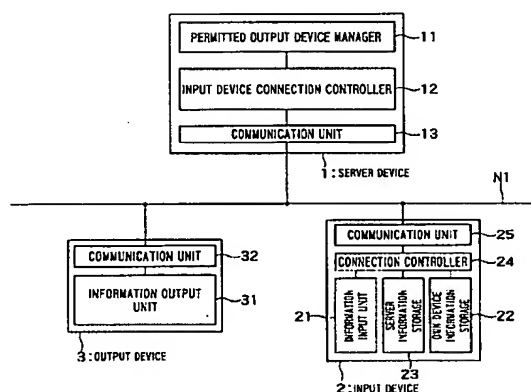 PERMITTED OUTPUT DEVICE MANAGER
11
INPUT DEVICE CONNECTION CONTROLLER
12
COMMUNICATION UNIT
13
1:SERVER DEVICE
N1
COMMUNICATION UNIT
32
INFORMATION OUTPUT
UNIT
31
3:OUTPUT DEVICE
COMMUNICATION UNIT
25
CONNECTION CONTROLLER
24
21
INFORMATION
INPUT UNIT
SERVER
INFORMATION
STORAGE
OWN DEVICE
INFORMATION
STORAGE
22
23
2:INPUT DEVICE